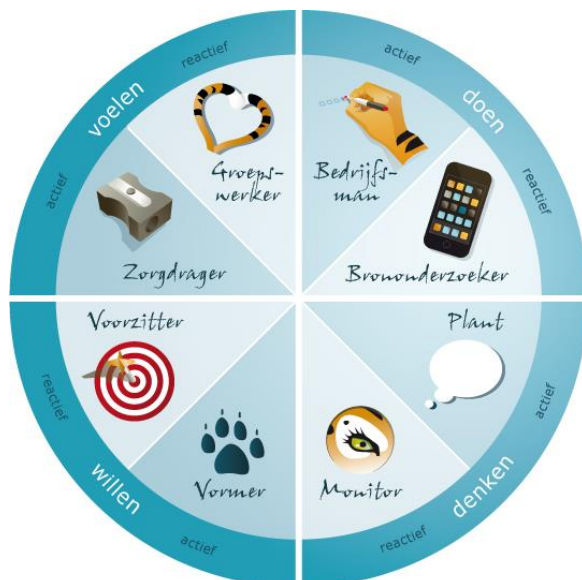 reactief
actief
voelen
doen
Groeps-
werker
Bedrijfs-
man
actief
reactief
Zorgdrager
Brononderzoeker
Voorzitter
Plant
reactief
actief
Vormer
Monitor
willen
denken
actief
reactief